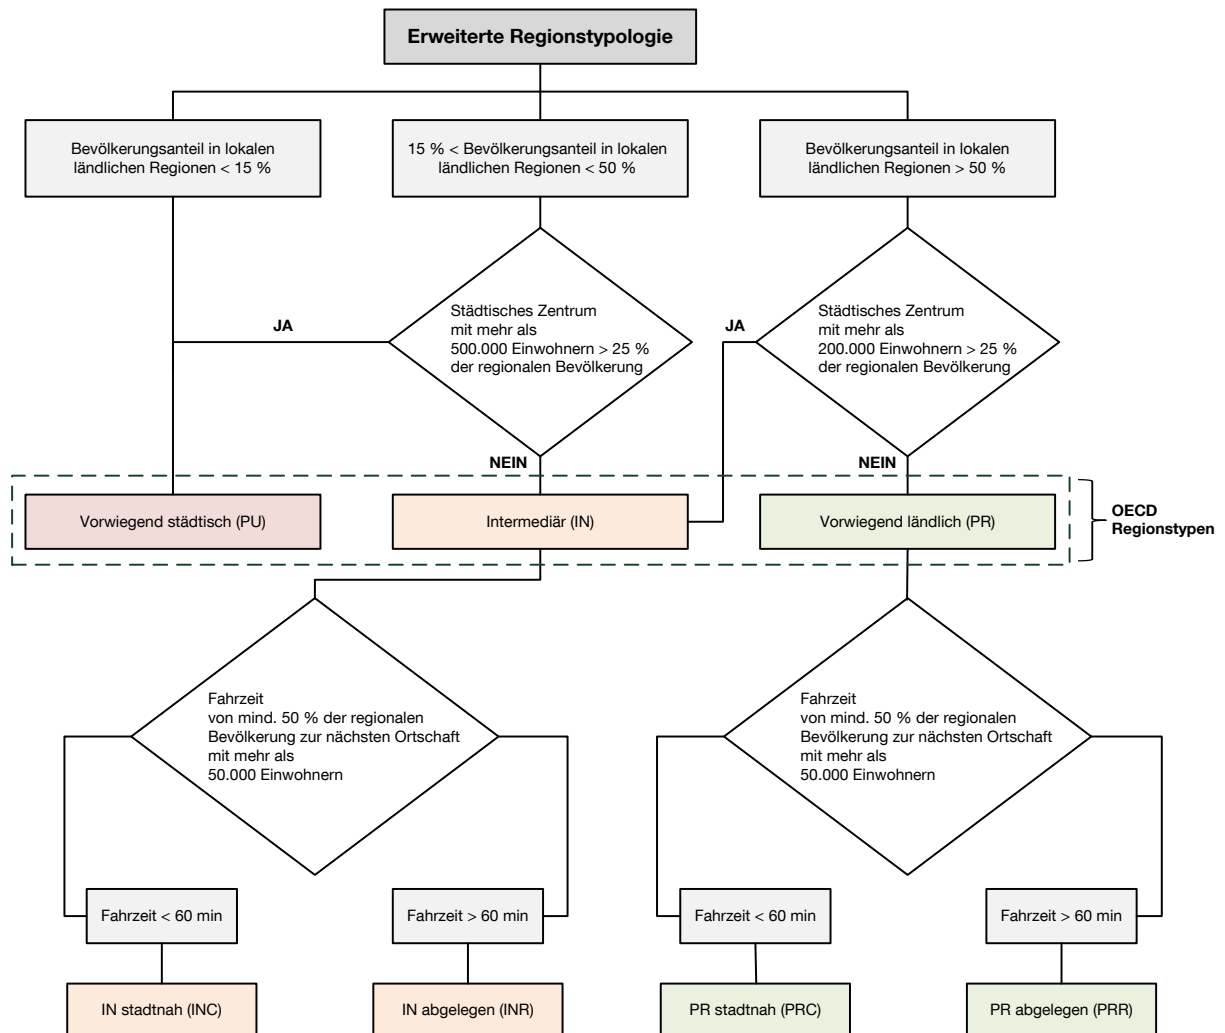 Erweiterte Regionstypologie
Bevölkerungsanteil in lokalen
ländlichen Regionen < 15 %
15 % < Bevölkerungsanteil in lokalen
ländlichen Regionen < 50 %
Bevölkerungsanteil in lokalen
ländlichen Regionen > 50 %
JA
Städtisches Zentrum
mit mehr als
500.000 Einwohnern > 25 %
der regionalen Bevölkerung
JA
Städtisches Zentrum
mit mehr als
200.000 Einwohnern > 25 %
der regionalen Bevölkerung
NEIN
NEIN
Vorwiegend städtisch (PU)
Intermediär (IN)
Vorwiegend ländlich (PR)
OECD
Regionstypen
Fahrzeit
von mind. 50 % der regionalen
Bevölkerung zur nächsten Ortschaft
mit mehr als
50.000 Einwohnern
Fahrzeit
von mind. 50 % der regionalen
Bevölkerung zur nächsten Ortschaft
mit mehr als
50.000 Einwohnern
Fahrzeit < 60 min
Fahrzeit > 60 min
Fahrzeit < 60 min
Fahrzeit > 60 min
IN stadtnah (INC)
IN abgelegen (INR)
PR stadtnah (PRC)
PR abgelegen (PRR)